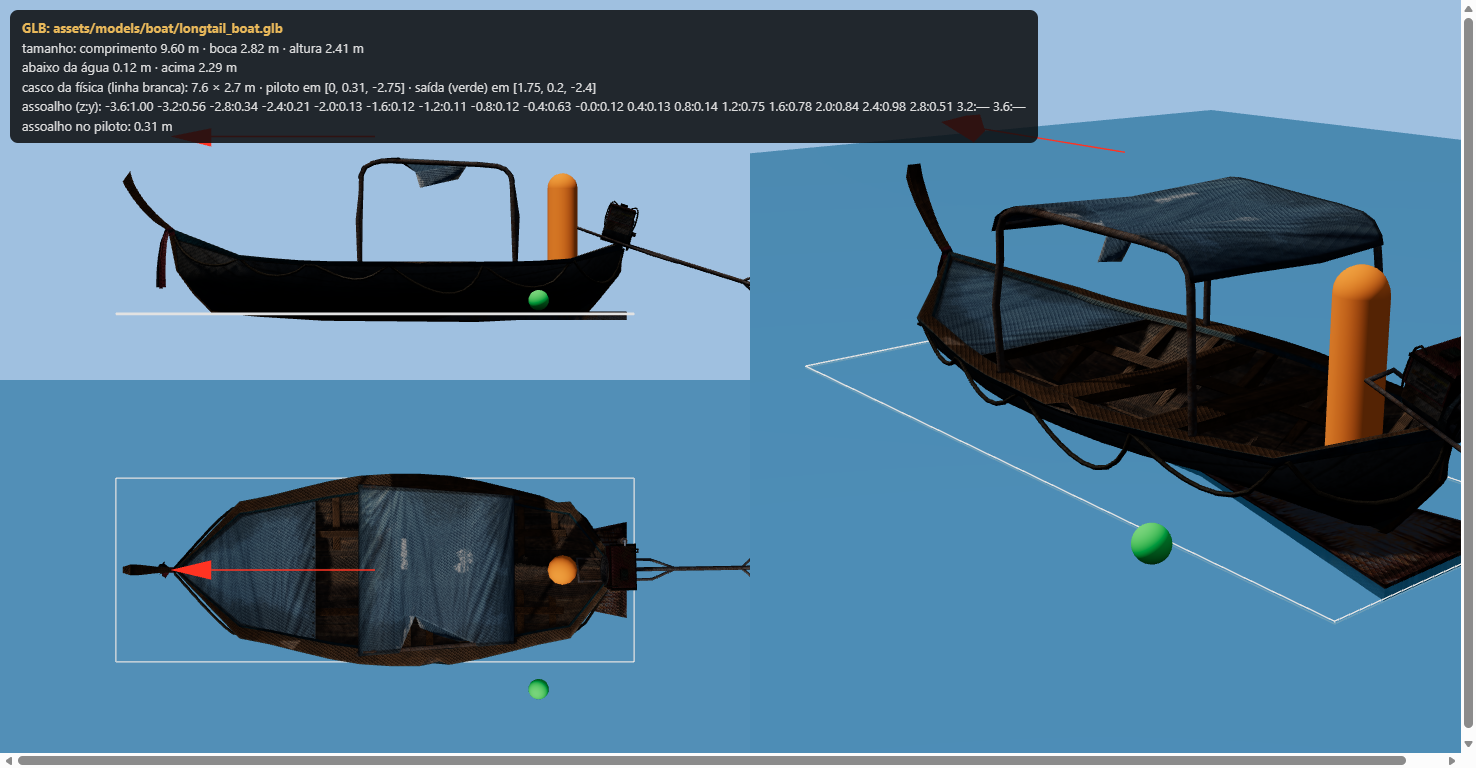 GLB: assets/models/boat/longtail_boat.glb
tamanho: comprimento 9.60 m · boca 2.82 m · altura 2.41 m
abaixo da água 0.12 m · acima 2.29 m
casco da física (linha branca): 7.6 × 2.7 m · piloto em [0, 0.31, -2.75] · saída (verde) em [1.75, 0.2, -2.4]
assoalho (z:y): -3.6:1.00 -3.2:0.56 -2.8:0.34 -2.4:0.21 -2.0:0.13 -1.6:0.12 -1.2:0.11 -0.8:0.12 -0.4:0.63 -0.0:0.12 0.4:0.13 0.8:0.14 1.2:0.75 1.6:0.78 2.0:0.84 2.4:0.98 2.8:0.51 3.2:— 3.6:—
assoalho no piloto: 0.31 m